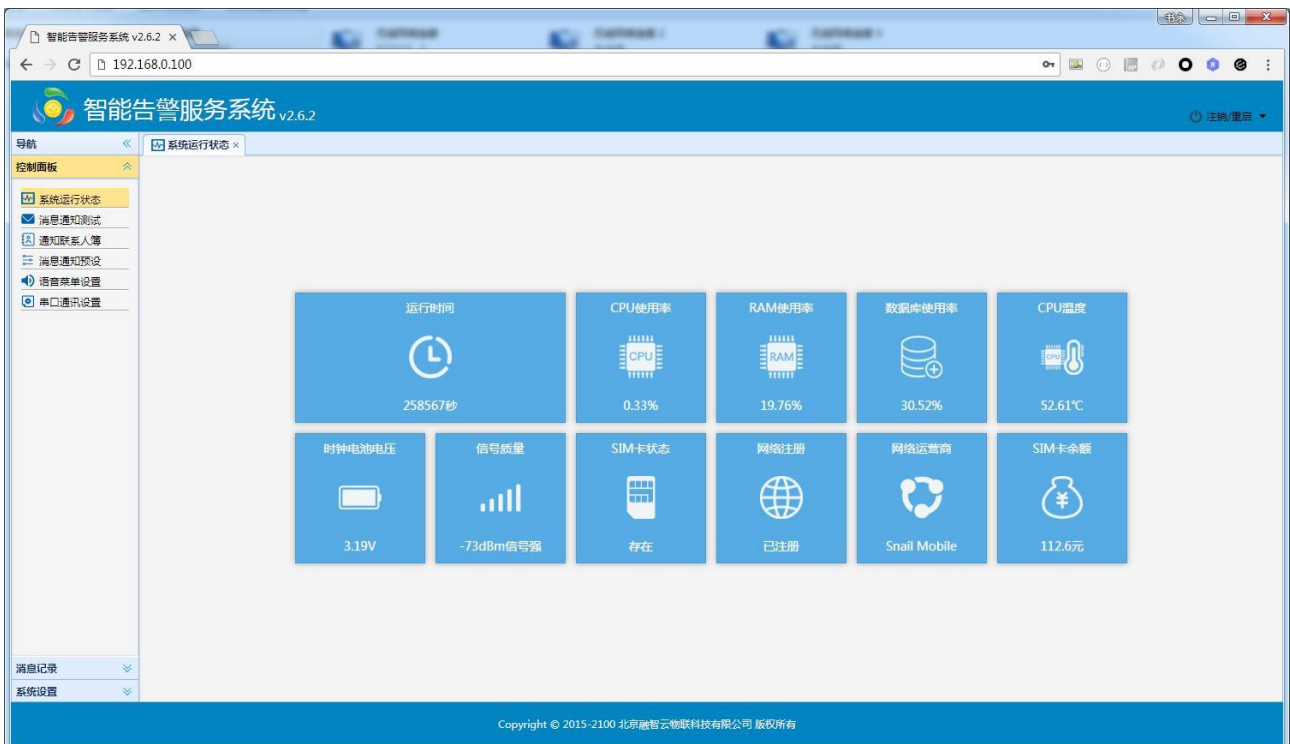 书签
智能告警服务系统 v2.6.2
192.168.0.100
智能告警服务系统 v2.6.2
注销/重启
导航
系统运行状态
控制面板
系统运行状态
消息通知测试
通知联系人簿
消息通知预设
语音菜单设置
串口通讯设置
运行时间
CPU使用率
RAM使用率
数据库使用率
CPU温度
CPU
RAM
CPU
258567秒
0.33%
19.76%
30.52%
52.61℃
时钟电池电压
信号质量
SIM卡状态
网络注册
网络运营商
SIM卡余额
¥
3.19V
-73dBm信号强
存在
已注册
Snail Mobile
112.6元
消息记录
系统设置
Copyright © 2015-2100 北京融智云物联科技有限公司 版权所有